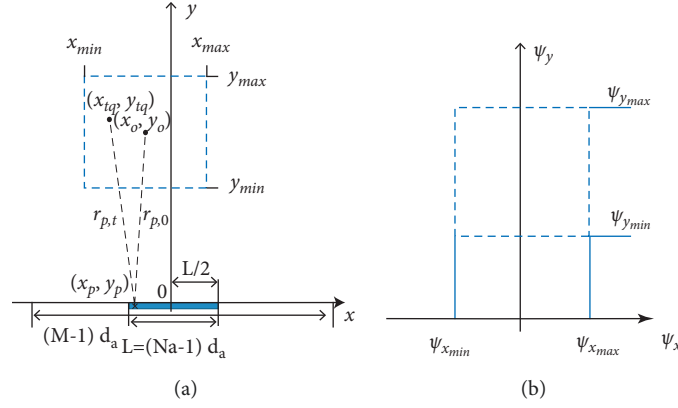 y
x_min x_max
y_max
(x_tq, y_tq)
(x_o, y_o)
y_min
r_p,t r_p,0
L/2
(x_p, y_p) 0
x
(M-1) d_a
L=(Na-1) d_a
(a)
ψ_y
ψ_y_max
ψ_y_min
ψ_x_min ψ_x_max ψ_x
(b)